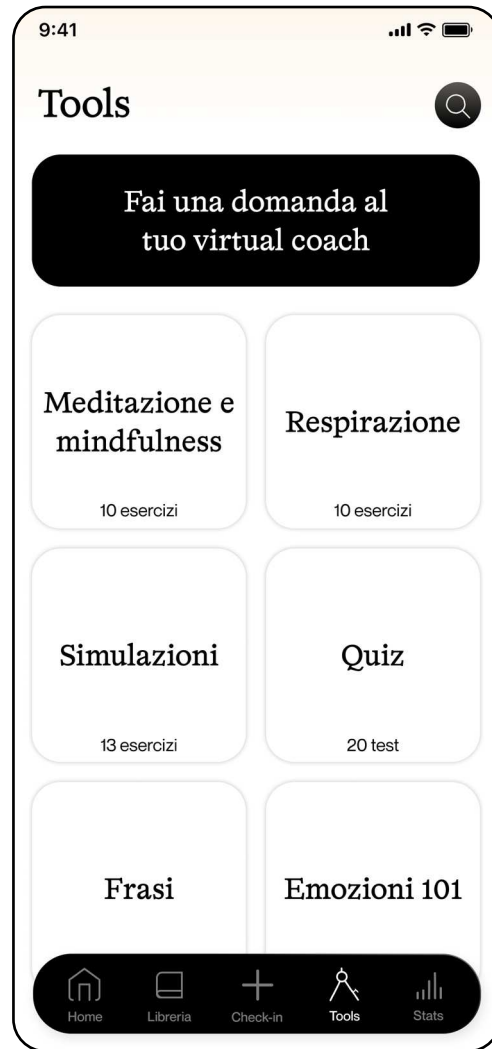 9:41
Tools
Fai una domanda al
tuo virtual coach
Meditazione e
mindfulness
10 esercizi
Respirazione
10 esercizi
Simulazioni
13 esercizi
Quiz
20 test
Frasi
Emozioni 101
Home
Libreria
Check-in
Tools
Stats